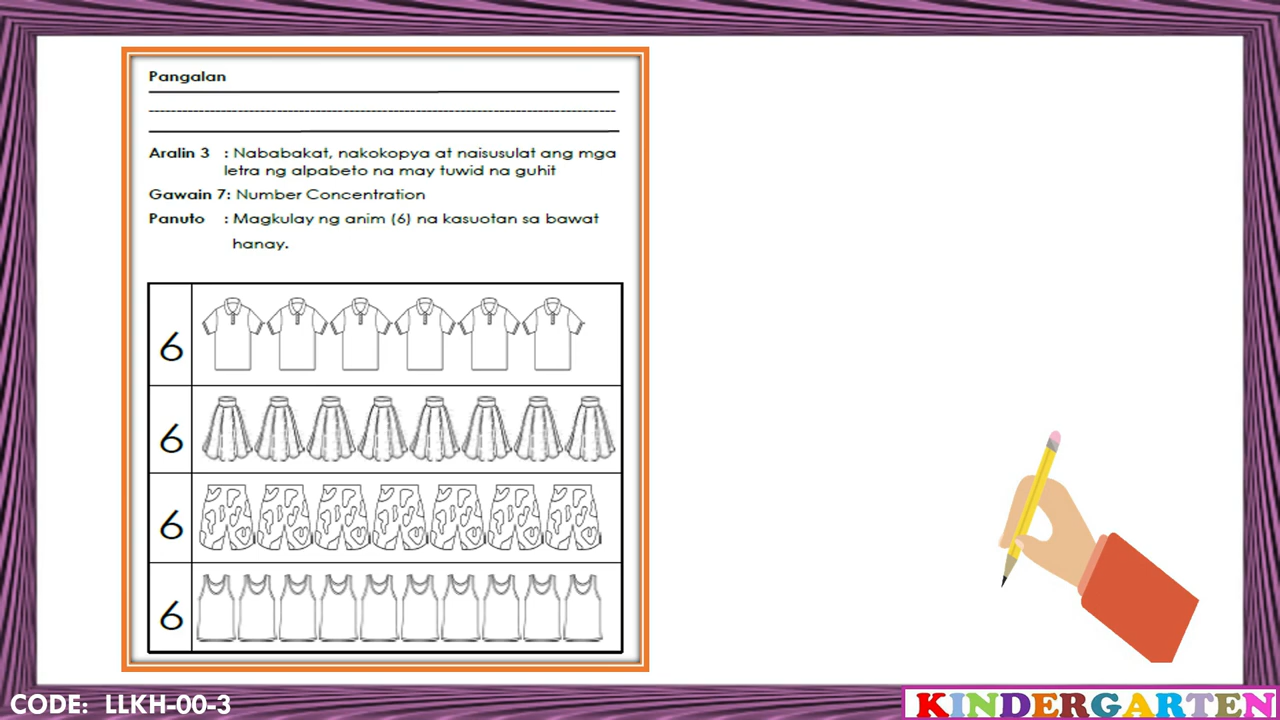 Pangalan
Aralin 3 : Nababakat, nakokopya at naisusulat ang mga
letra ng alpabeto na may tuwid na guhit
Gawain 7: Number Concentration
Panuto : Magkulay ng anim (6) na kasuotan sa bawat
hanay.
6
6
6
6
CODE: LLKH-00-3
KINDERGARTEN